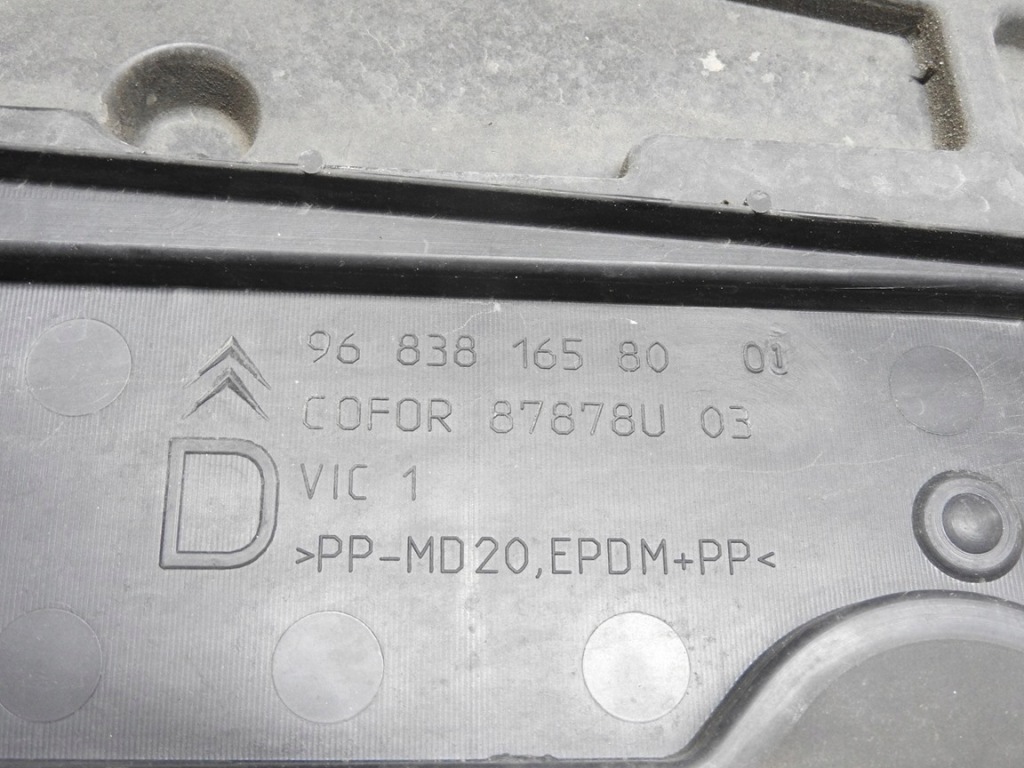 96 838 165 80 01
COFOR 87878U 03
D
VIC 1
>PP-MD20,EPDM+PP<